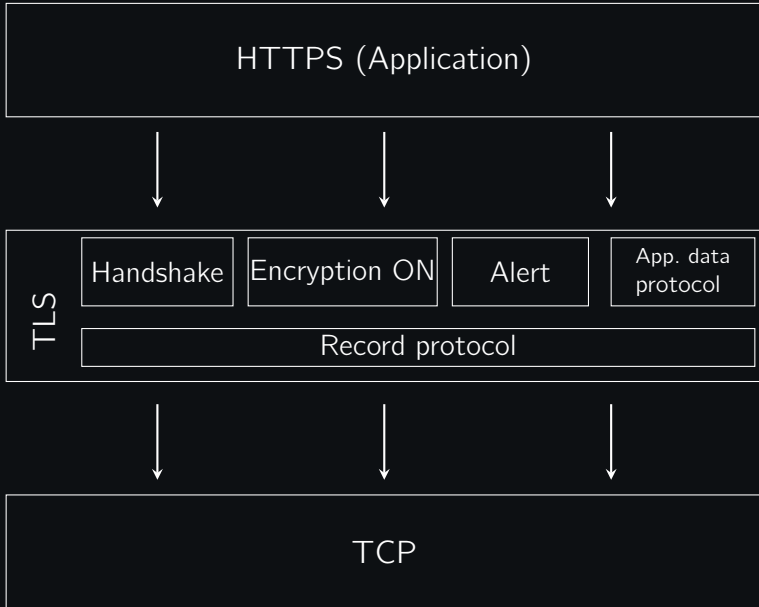 HTTPS (Application)
TLS
Handshake
Encryption ON
Alert
App. data
protocol
Record protocol
TCP